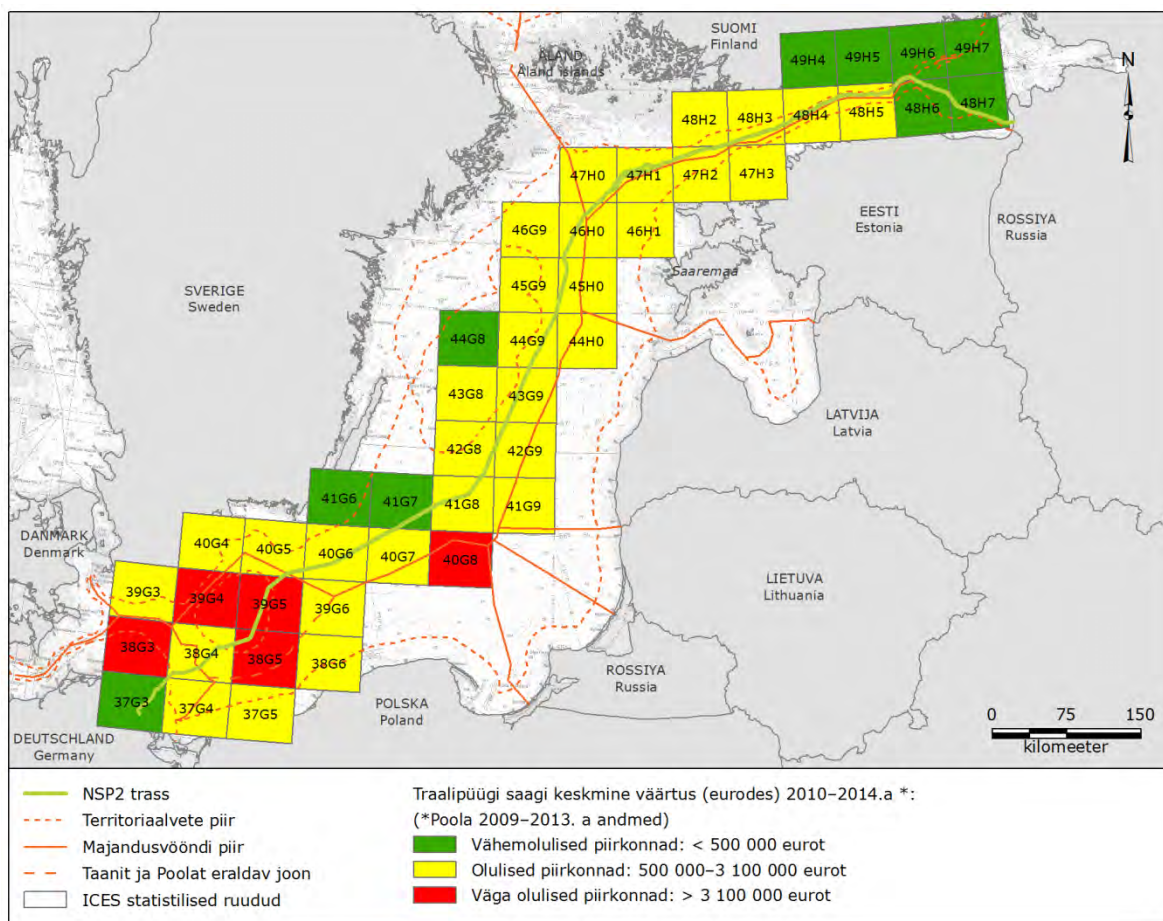 SUOMI
Finland
ÅLAND
Åland islands
N
49H4
49H5
49H6
49H7
48H2
48H3
48H4
48H5
48H6
48H7
47H0
47H1
47H2
47H3
EESTI
Estonia
ROSSIYA
Russia
46G9
46H0
46H1
Saaremaa
SVERIGE
Sweden
45G9
45H0
44G8
44G9
44H0
43G8
43G9
LATVIJA
Latvia
42G8
42G9
41G6
41G7
41G8
41G9
DANMARK
Denmark
40G4
40G5
40G6
40G7
40G8
LIETUVA
Lithuania
39G3
39G4
39G5
39G6
38G3
38G4
38G5
38G6
ROSSIYA
Russia
37G3
37G4
37G5
POLSKA
Poland
DEUTSCHLAND
Germany
0 75 150
kilomeeter
NSP2 trass
Territoriaalvete piir
Majandusvööndi piir
Taanit ja Poolat eraldav joon
ICES statistilised ruudud
Traalipüügi saagi keskmine väärtus (eurodes) 2010–2014.a *:
(*Poola 2009–2013. a andmed)
Vähemolulised piirkonnad: < 500 000 eurot
Olulised piirkonnad: 500 000–3 100 000 eurot
Väga olulised piirkonnad: > 3 100 000 eurot